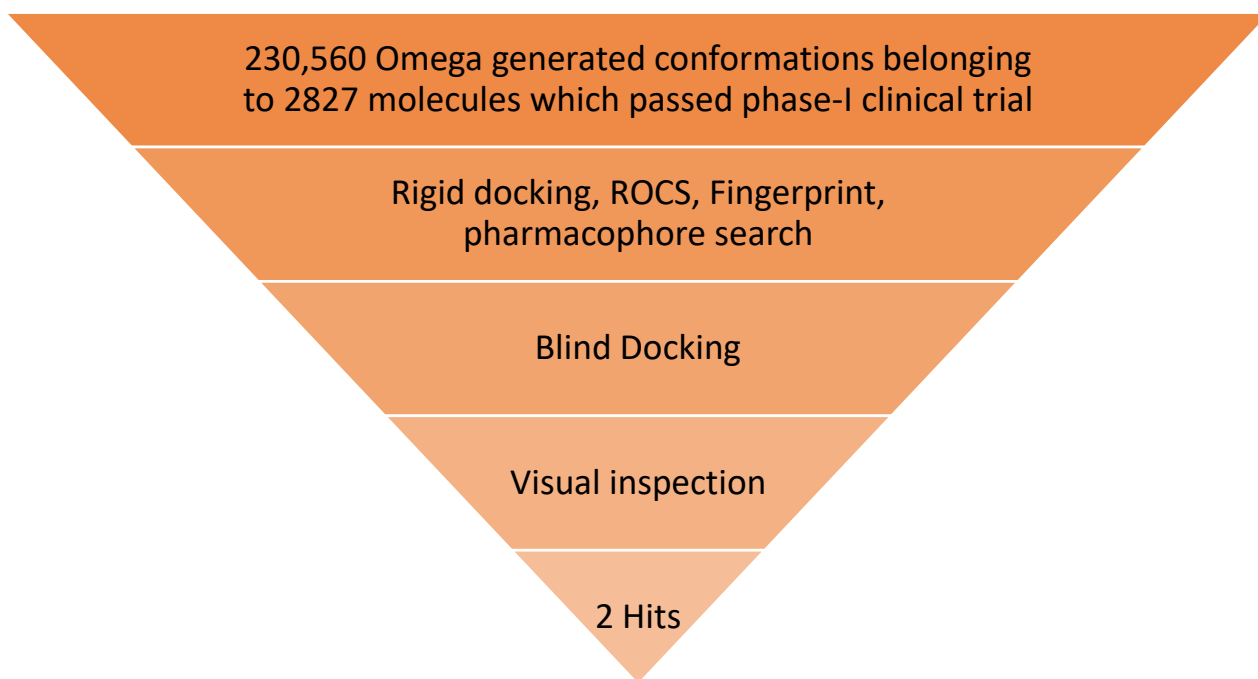 230,560 Omega generated conformations belonging
to 2827 molecules which passed phase-I clinical trial
Rigid docking, ROCS, Fingerprint,
pharmacophore search
Blind Docking
Visual inspection
2 Hits